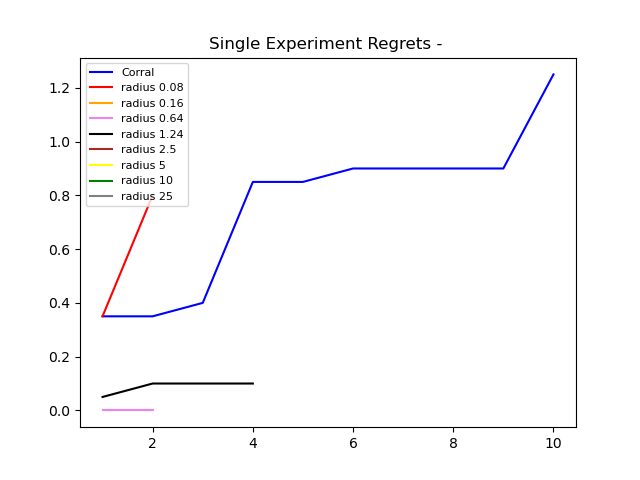 Single Experiment Regrets -
Corral
radius 0.08
radius 0.16
radius 0.64
radius 1.24
radius 2.5
radius 5
radius 10
radius 25
1.2
1.0
0.8
0.6
0.4
0.2
0.0
2
4
6
8
10